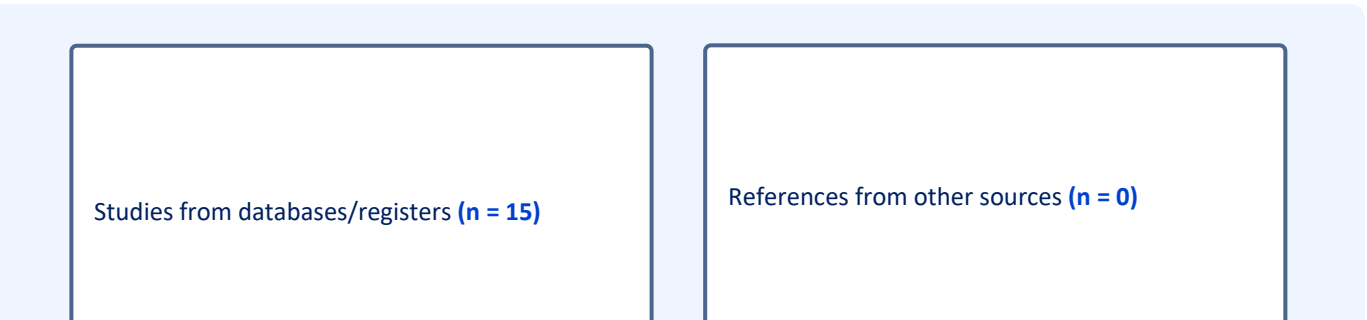 Studies from databases/registers (n = 15)
References from other sources (n = 0)